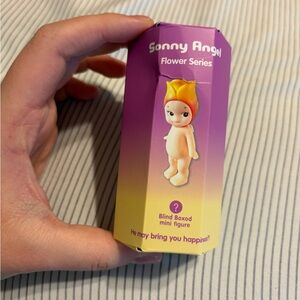 Sonny Angel
Flower Series
?
Blind Boxed
mini figure
He may bring you happiness